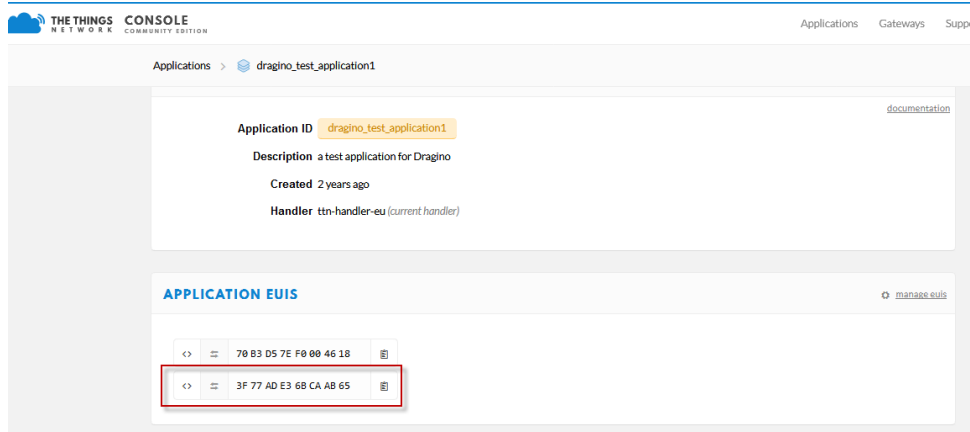 THE THINGS NETWORK CONSOLE COMMUNITY EDITION
Applications Gateways Suppo
Applications > dragino_test_application1
documentation
Application ID dragino_test_application1
Description a test application for Dragino
Created 2 years ago
Handler ttn-handler-eu (current handler)
APPLICATION EUIS
manage euis
<> 70 B3 D5 7E F0 00 46 18
<> 3F 77 AD E3 6B CA AB 65